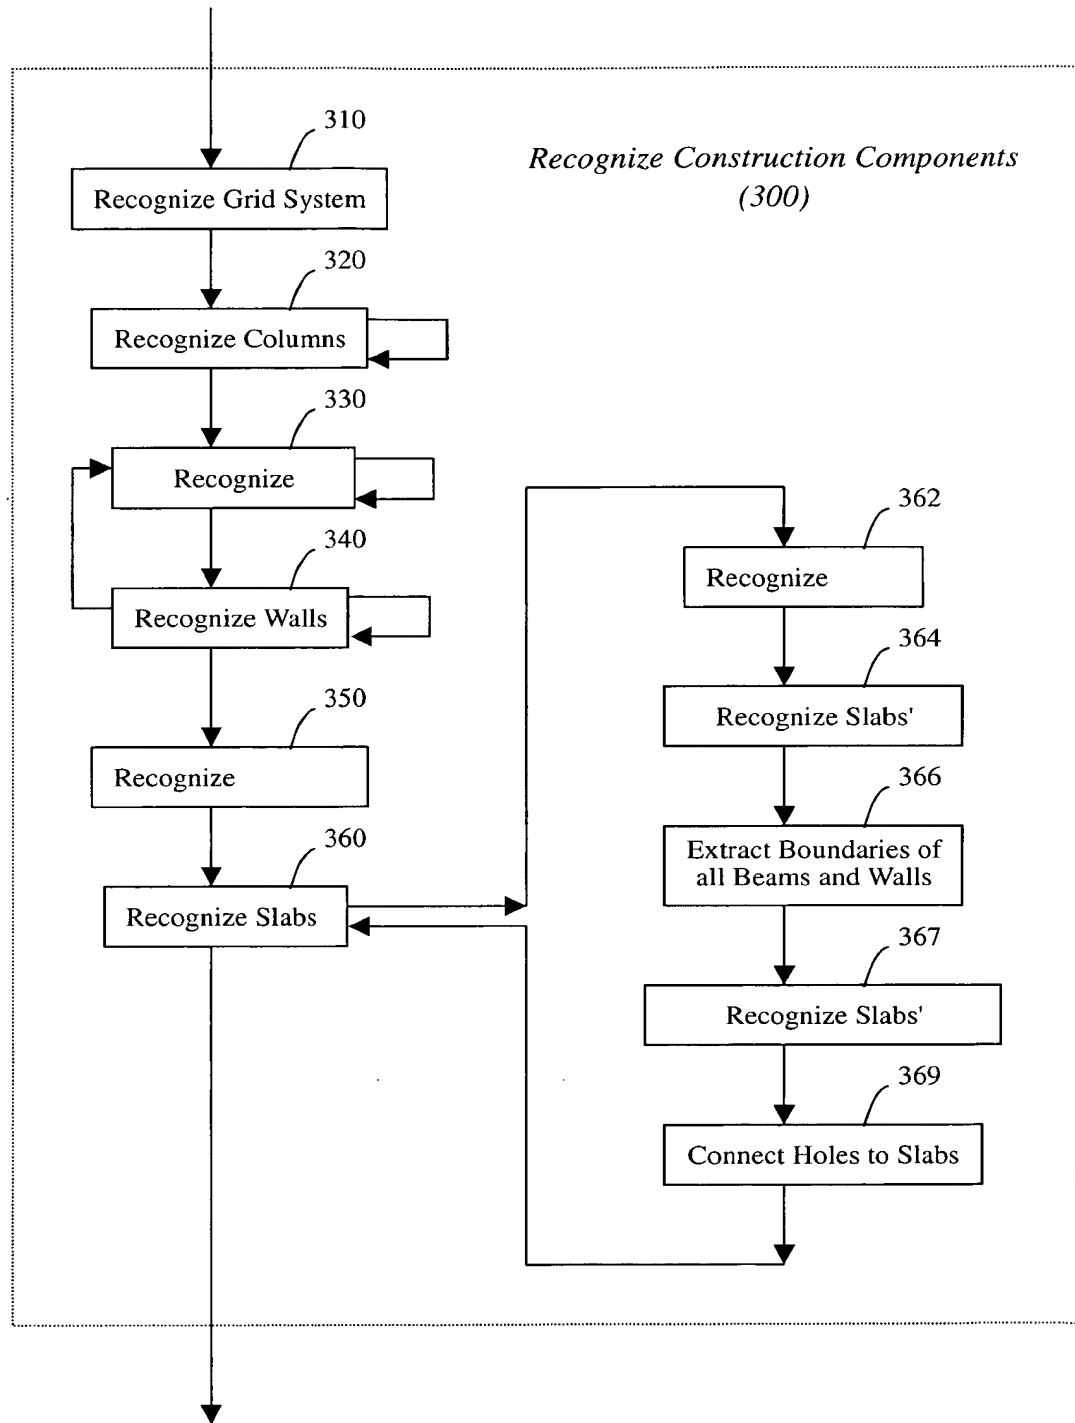 Recognize Construction Components
(300)
310
Recognize Grid System
320
Recognize Columns
330
Recognize
340
Recognize Walls
350
Recognize
360
Recognize Slabs
362
Recognize
364
Recognize Slabs'
366
Extract Boundaries of
all Beams and Walls
367
Recognize Slabs'
369
Connect Holes to Slabs